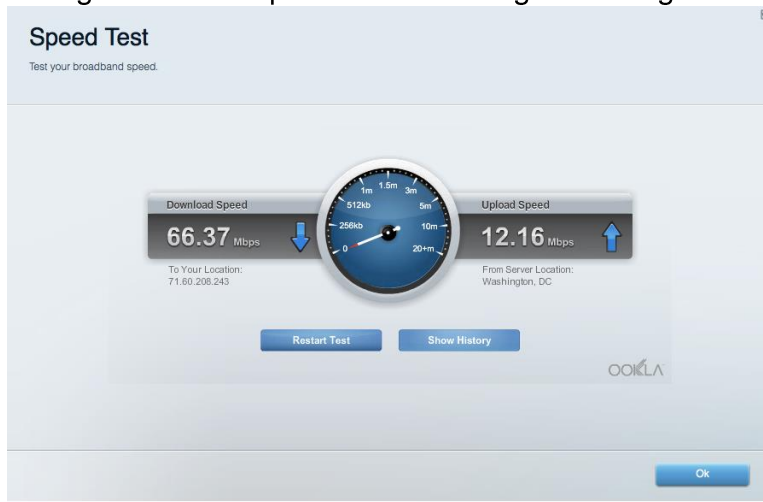 Speed Test
Test your broadband speed.
Download Speed
66.37 Mbps
To Your Location:
71.60.208.243
0
256kb
512kb
1m
1.5m
3m
5m
10m
20+m
Upload Speed
12.16 Mbps
From Server Location:
Washington, DC
Restart Test
Show History
OOKLA
Ok